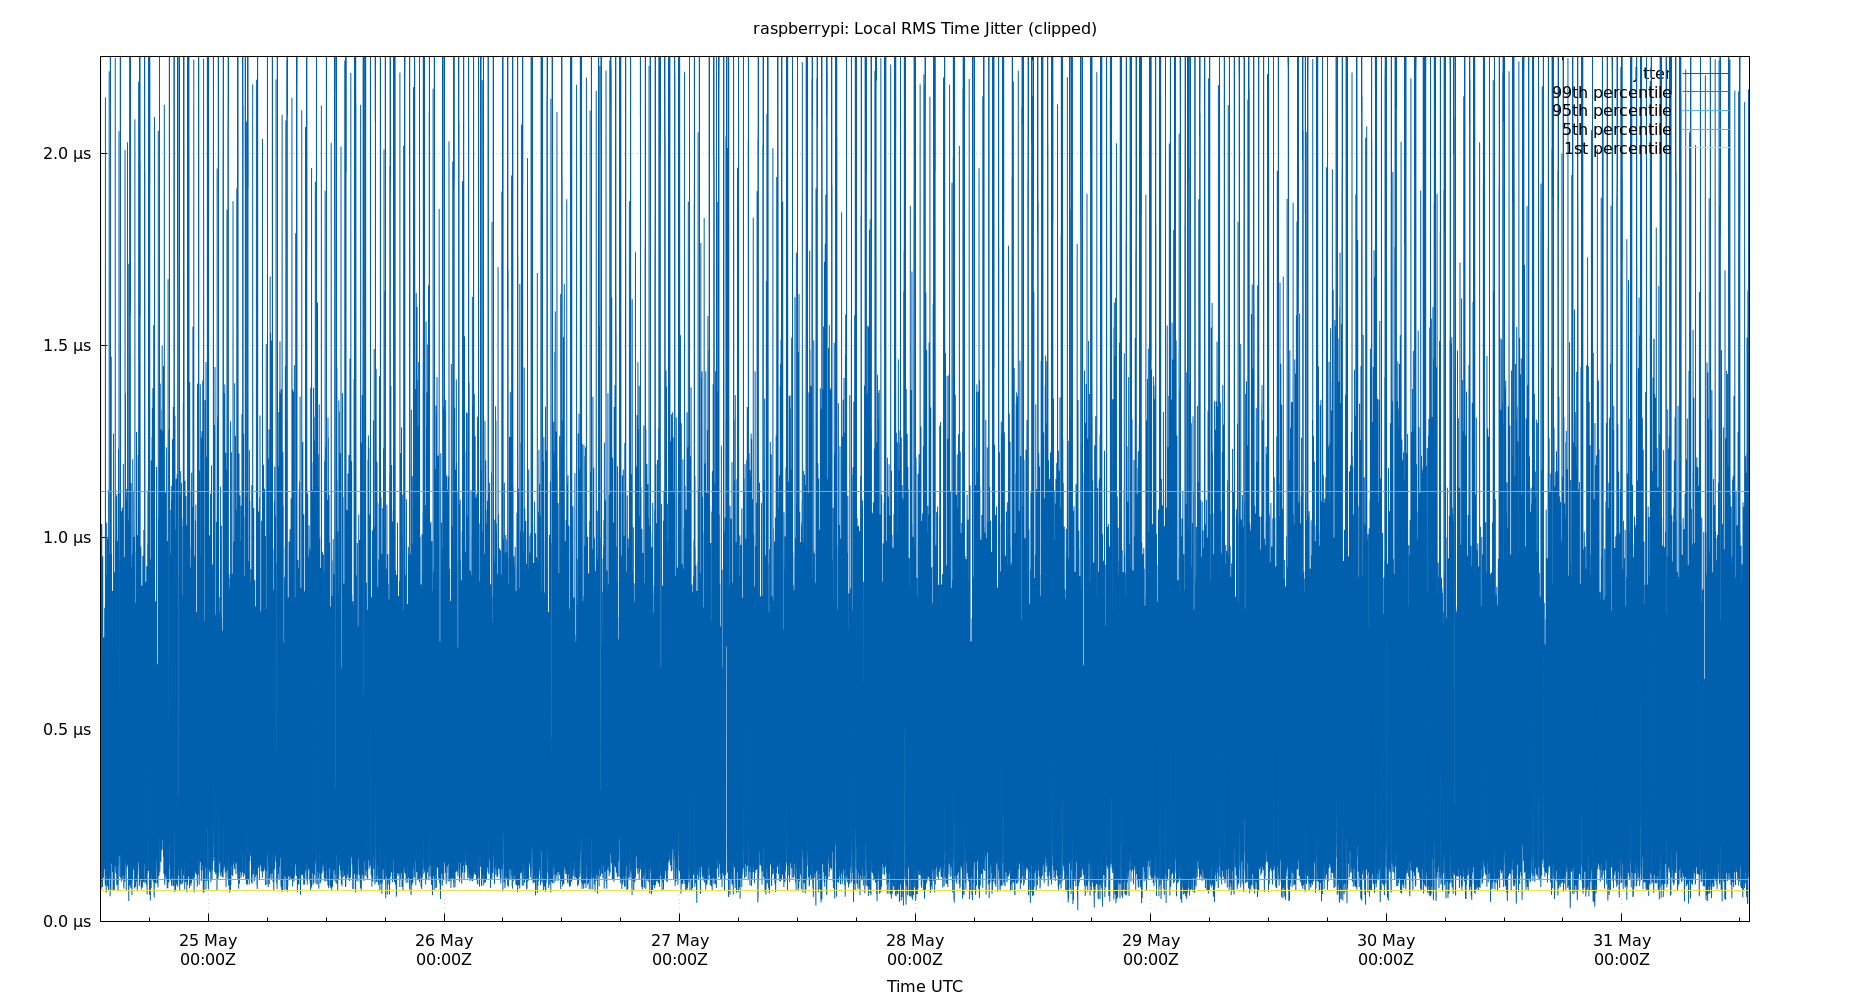 raspberrypi: Local RMS Time Jitter (clipped)
jitter
99th percentile
95th percentile
5th percentile
1st percentile
2.0 μs
1.5 μs
1.0 μs
0.5 μs
0.0 μs
25 May 26 May 27 May 28 May 29 May 30 May 31 May
00:00Z 00:00Z 00:00Z 00:00Z 00:00Z 00:00Z 00:00Z
Time UTC